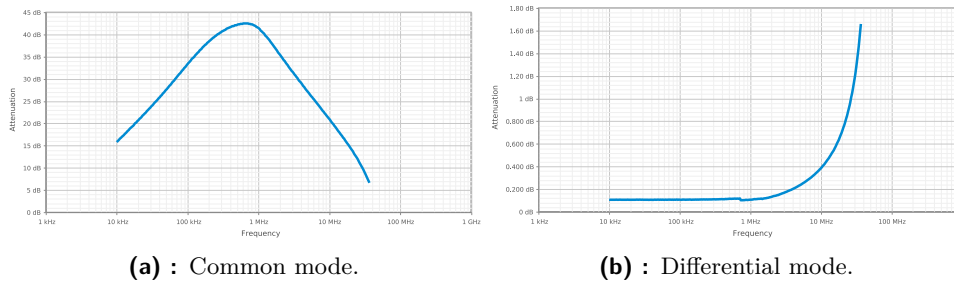 45 dB
40 dB
35 dB
30 dB
25 dB
20 dB
15 dB
10 dB
5 dB
0 dB
Attenuation
1 kHz 10 kHz 100 kHz 1 MHz 10 MHz 100 MHz 1 GHz
Frequency
(a) : Common mode.
1.80 dB
1.60 dB
1.40 dB
1.20 dB
1 dB
0.800 dB
0.600 dB
0.400 dB
0.200 dB
0 dB
Attenuation
1 kHz 10 kHz 100 kHz 1 MHz 10 MHz 100 MHz
Frequency
(b) : Differential mode.